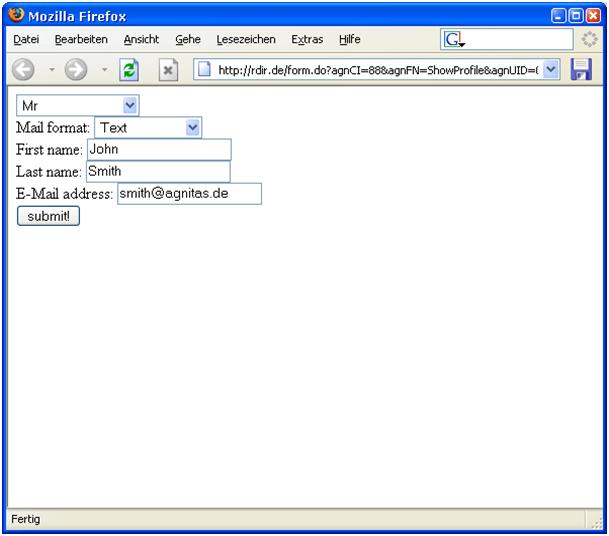 Mozilla Firefox
Datei Bearbeiten Ansicht Gehe Lesezeichen Extras Hilfe G
http://rdir.de/form.do?agnCI=88&agnFN=ShowProfile&agnUID=(
Mr
Mail format: Text
First name: John
Last name: Smith
E-Mail address: smith@agnitas.de
submit!
Fertig